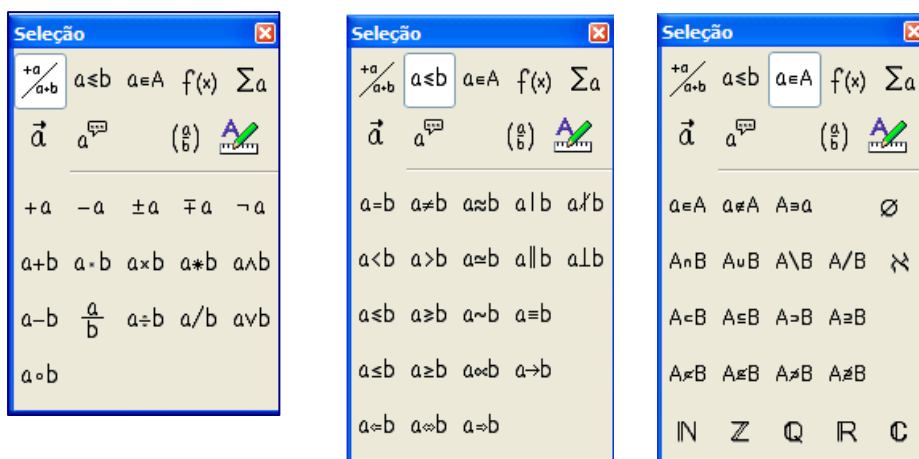 Seleção
+a/a+b a≤b a∈A f(x) Σa
a⃗ a (a/b) A
+a −a ±a ∓a ¬a
a+b a·b a×b a∗b a∧b
a−b a/b a÷b a/b a∨b
a∘b
Seleção
+a/a+b a≤b a∈A f(x) Σa
a⃗ a (a/b) A
a=b a≠b a≈b a|b a∤b
a<b a>b a≃b a∥b a⊥b
a⩽b a⩾b a~b a≡b
a≤b a≥b a∝b a→b
a⇐b a⇔b a⇒b
Seleção
+a/a+b a≤b a∈A f(x) Σa
a⃗ a (a/b) A
a∈A a∉A A∋a ∅
A∩B A∪B A\B A/B ℵ
A⊂B A⊆B A⊃B A⊇B
A⊄B A⊈B A⊅B A⊉B
ℕ ℤ ℚ ℝ ℂ